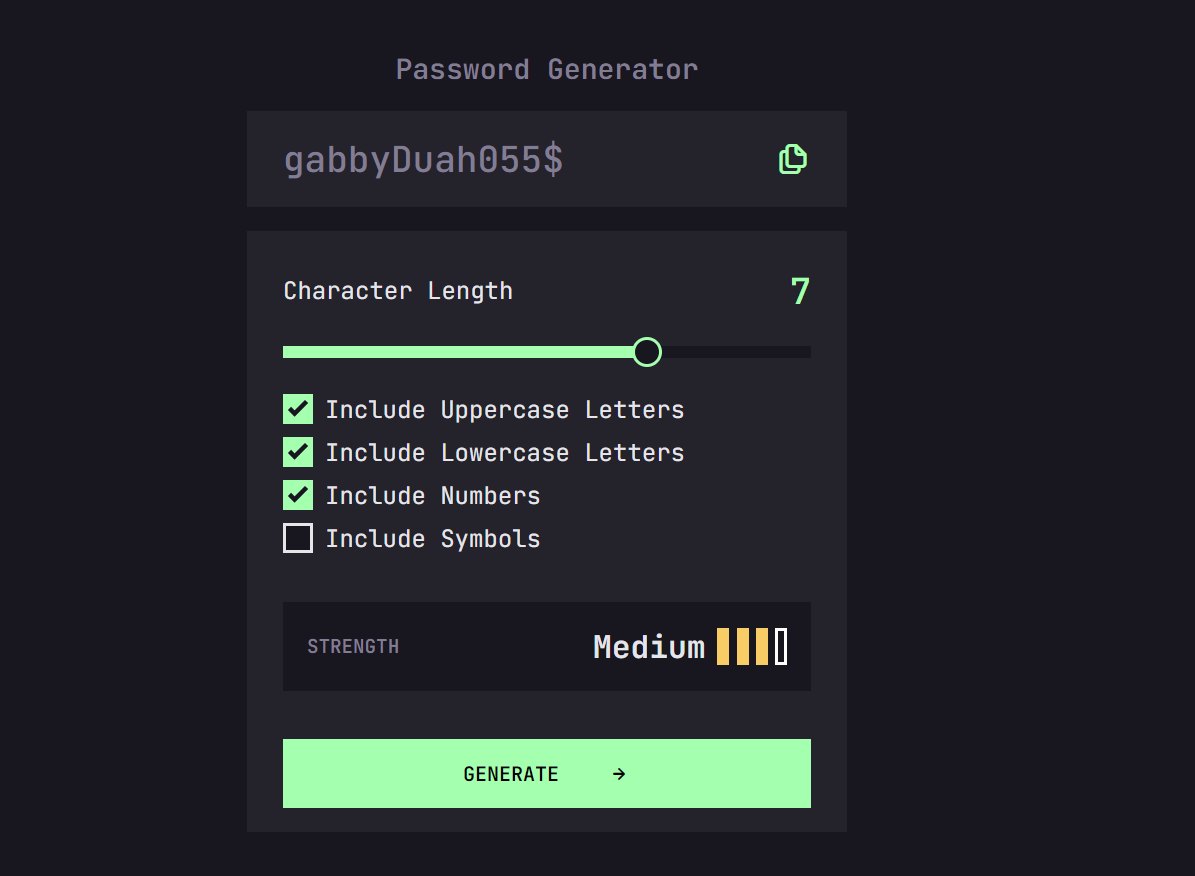 Password Generator
gabbyDuah055$
Character Length 7
Include Uppercase Letters
Include Lowercase Letters
Include Numbers
Include Symbols
STRENGTH Medium
GENERATE →